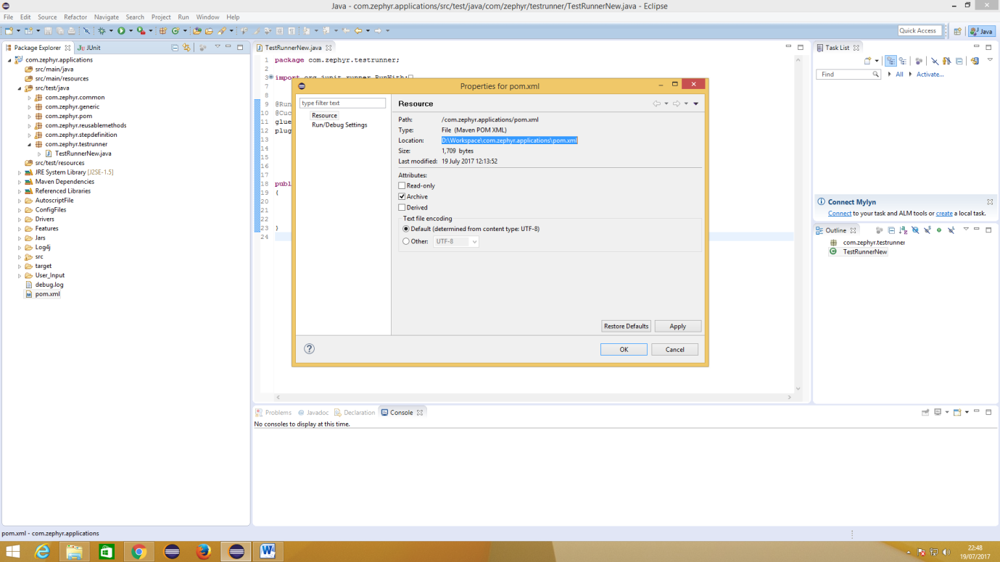 Java - com.zephyr.applications/src/test/java/com/zephyr/testrunner/TestRunnerNew.java - Eclipse
File Edit Source Refactor Navigate Search Project Run Window Help
Quick Access
Java
Package Explorer
JUnit
com.zephyr.applications
src/main/java
src/main/resources
src/test/java
com.zephyr.common
com.zephyr.generic
com.zephyr.pom
com.zephyr.reusablemethods
com.zephyr.stepdefinition
com.zephyr.testrunner
TestRunnerNew.java
src/test/resources
JRE System Library [J2SE-1.5]
Maven Dependencies
Referenced Libraries
AutoscriptFile
ConfigFiles
Drivers
Features
Jars
Log4j
src
target
User_Input
debug.log
pom.xml
TestRunnerNew.java
1 package com.zephyr.testrunner;
2
3 import org.junit.runner.RunWith;
7
8
9 @Run
10 @Cuc
11 glue
12 plug
13
14
15
16
17
18 publ
19 {
20
21
22
23 }
24
Properties for pom.xml
type filter text
Resource
Run/Debug Settings
Resource
Path: /com.zephyr.applications/pom.xml
Type: File (Maven POM XML)
Location: D:\Workspace\com.zephyr.applications\pom.xml
Size: 1,709 bytes
Last modified: 19 July 2017 12:13:52
Attributes:
Read-only
Archive
Derived
Text file encoding
Default (determined from content type: UTF-8)
Other: UTF-8
Restore Defaults Apply
OK Cancel
Task List
Find
All
Activate...
Connect Mylyn
Connect to your task and ALM tools or create a local task.
Outline
com.zephyr.testrunner
TestRunnerNew
Problems Javadoc Declaration Console
No consoles to display at this time.
pom.xml - com.zephyr.applications
22:48
19/07/2017